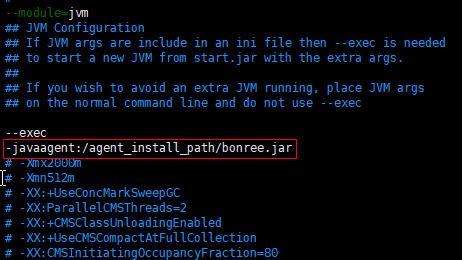 --module=jvm
## JVM Configuration
## If JVM args are include in an ini file then --exec is needed
## to start a new JVM from start.jar with the extra args.
##
## If you wish to avoid an extra JVM running, place JVM args
## on the normal command line and do not use --exec
--exec
-javaagent:/agent_install_path/bonree.jar
# -Xmx2000m
# -Xmn512m
# -XX:+UseConcMarkSweepGC
# -XX:ParallelCMSThreads=2
# -XX:+CMSClassUnloadingEnabled
# -XX:+UseCMSCompactAtFullCollection
# -XX:CMSInitiatingOccupancyFraction=80